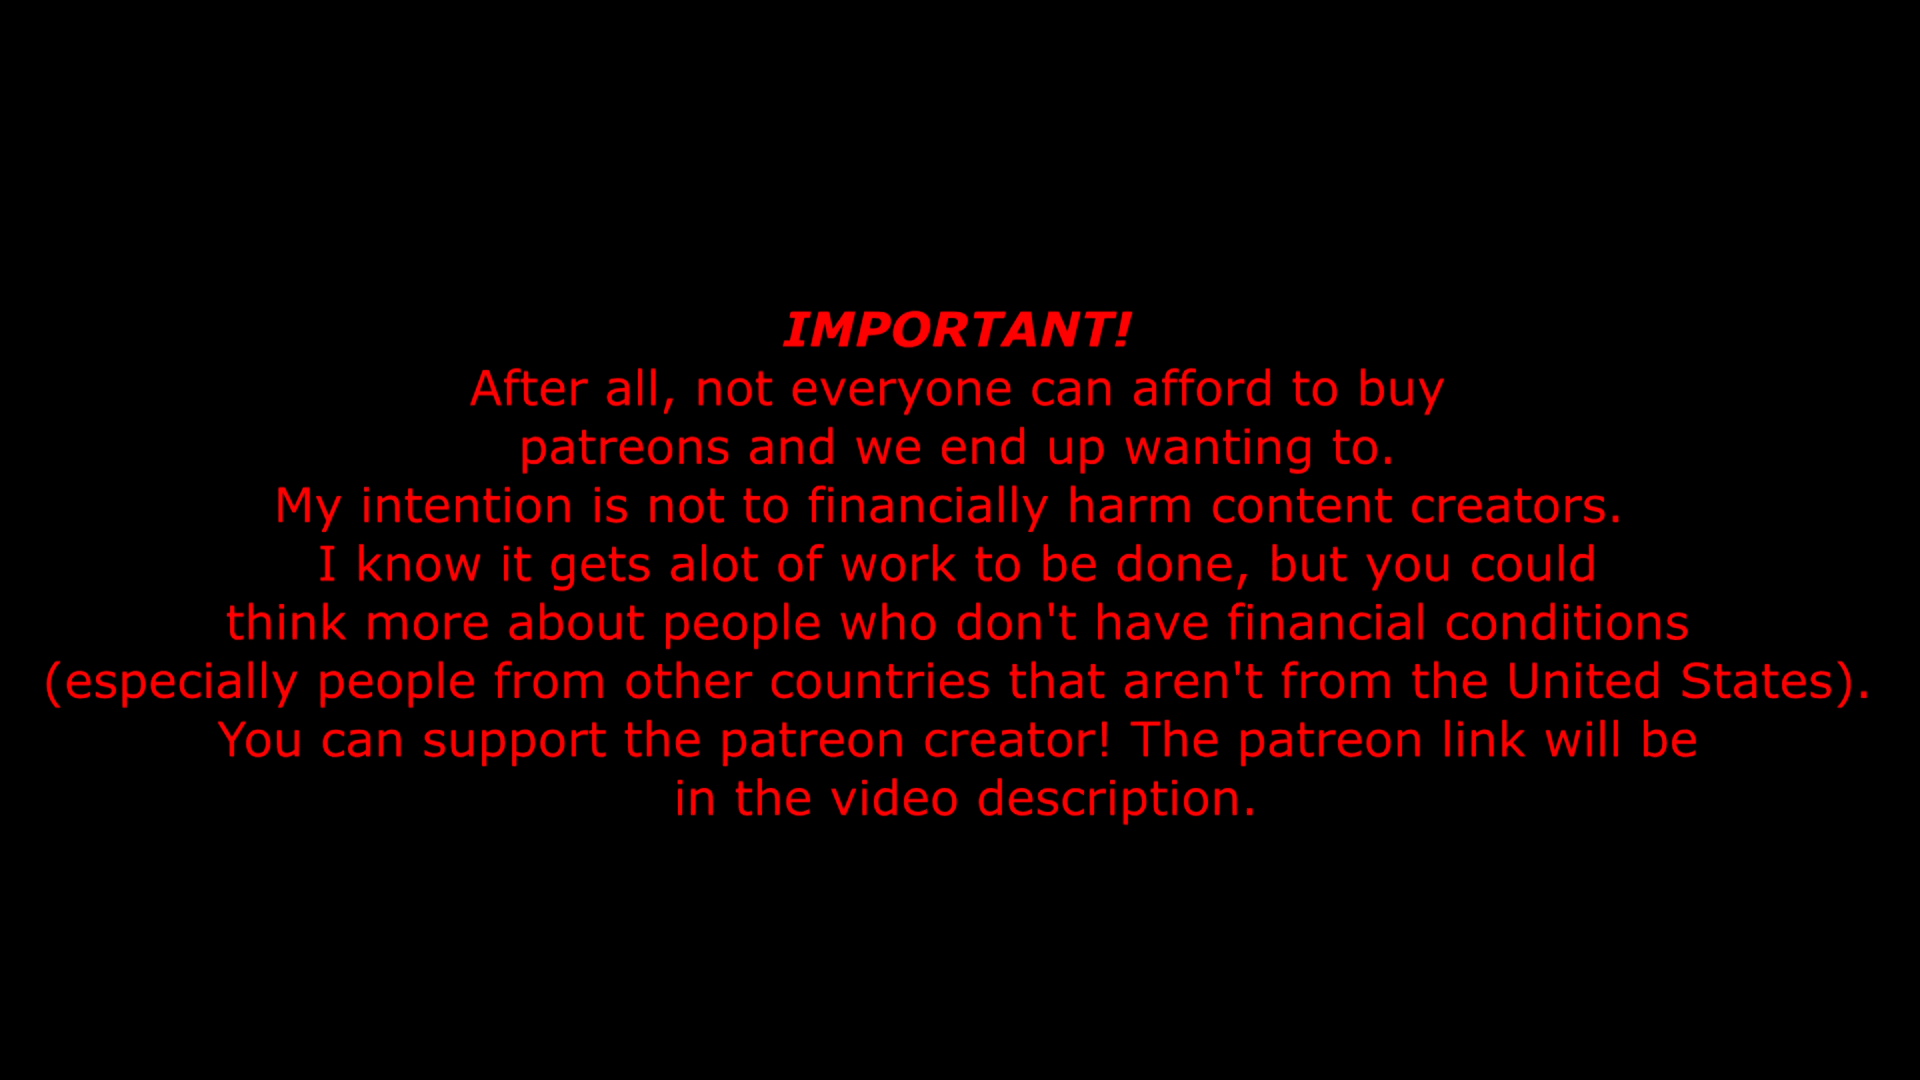 IMPORTANT!
After all, not everyone can afford to buy
patreons and we end up wanting to.
My intention is not to financially harm content creators.
I know it gets alot of work to be done, but you could
think more about people who don't have financial conditions
(especially people from other countries that aren't from the United States).
You can support the patreon creator! The patreon link will be
in the video description.